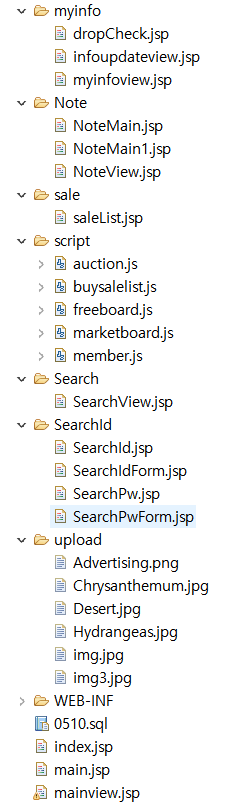 myinfo
dropCheck.jsp
infoupdateview.jsp
myinfoview.jsp
Note
NoteMain.jsp
NoteMain1.jsp
NoteView.jsp
sale
saleList.jsp
script
auction.js
buysalelist.js
freeboard.js
marketboard.js
member.js
Search
SearchView.jsp
SearchId
SearchId.jsp
SearchIdForm.jsp
SearchPw.jsp
SearchPwForm.jsp
upload
Advertising.png
Chrysanthemum.jpg
Desert.jpg
Hydrangeas.jpg
img.jpg
img3.jpg
WEB-INF
0510.sql
index.jsp
main.jsp
mainview.jsp